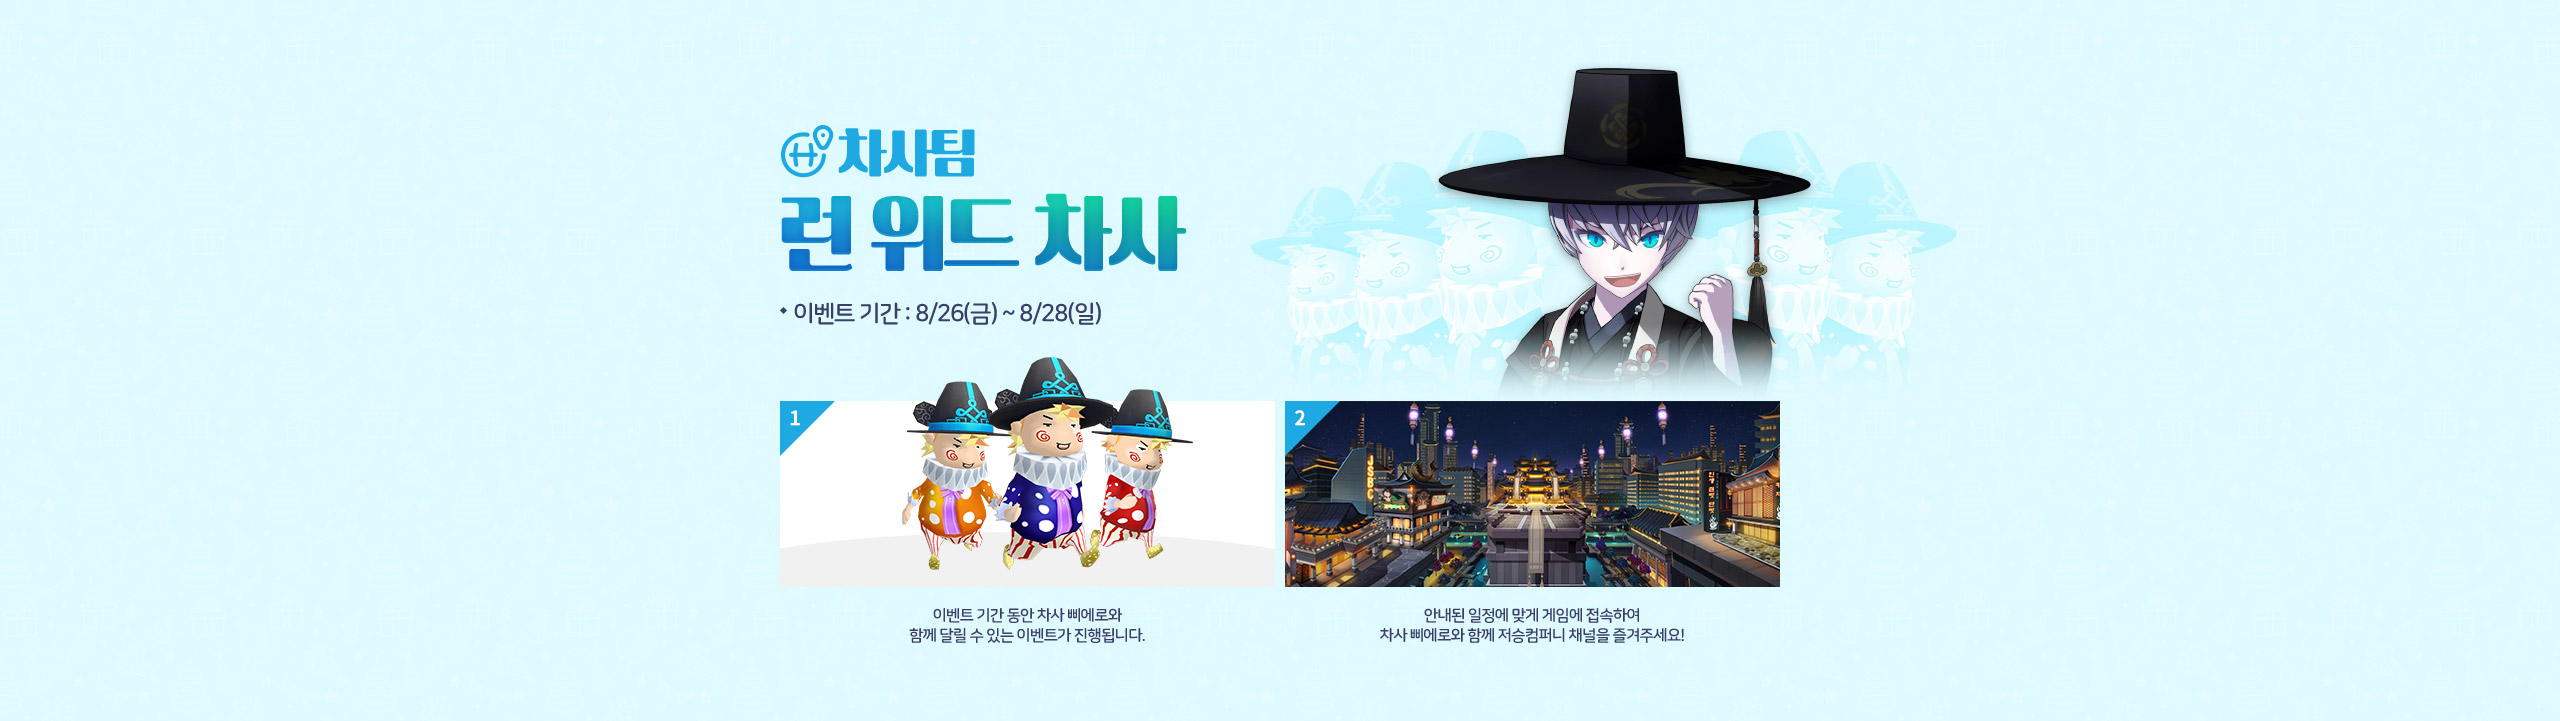 차사팀
런 위드 차사
이벤트 기간 : 8/26(금) ~ 8/28(일)
1
2
JSBC
이벤트 기간 동안 차사 삐에로와
함께 달릴 수 있는 이벤트가 진행됩니다.
안내된 일정에 맞게 게임에 접속하여
차사 삐에로와 함께 저승컴퍼니 채널을 즐겨주세요!